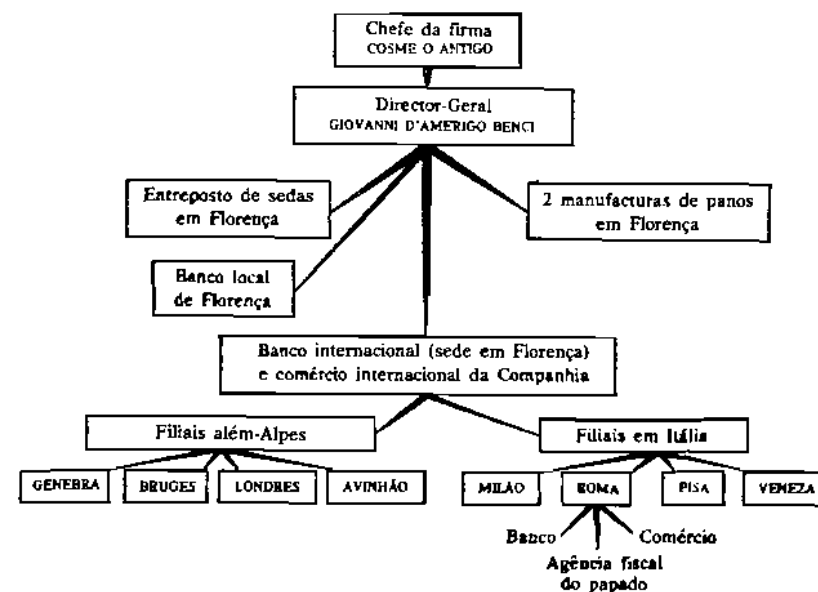 Chefe da firma
COSME O ANTIGO
Director-Geral
GIOVANNI D'AMERIGO BENCI
Entreposto de sedas
em Florença
2 manufacturas de panos
em Florença
Banco local
de Florença
Banco internacional (sede em Florença)
e comércio internacional da Companhia
Filiais além-Alpes
Filiais em Itália
GENEBRA
BRUGES
LONDRES
AVINHÃO
MILÃO
ROMA
PISA
VENEZA
Banco
Comércio
Agência fiscal
do papado